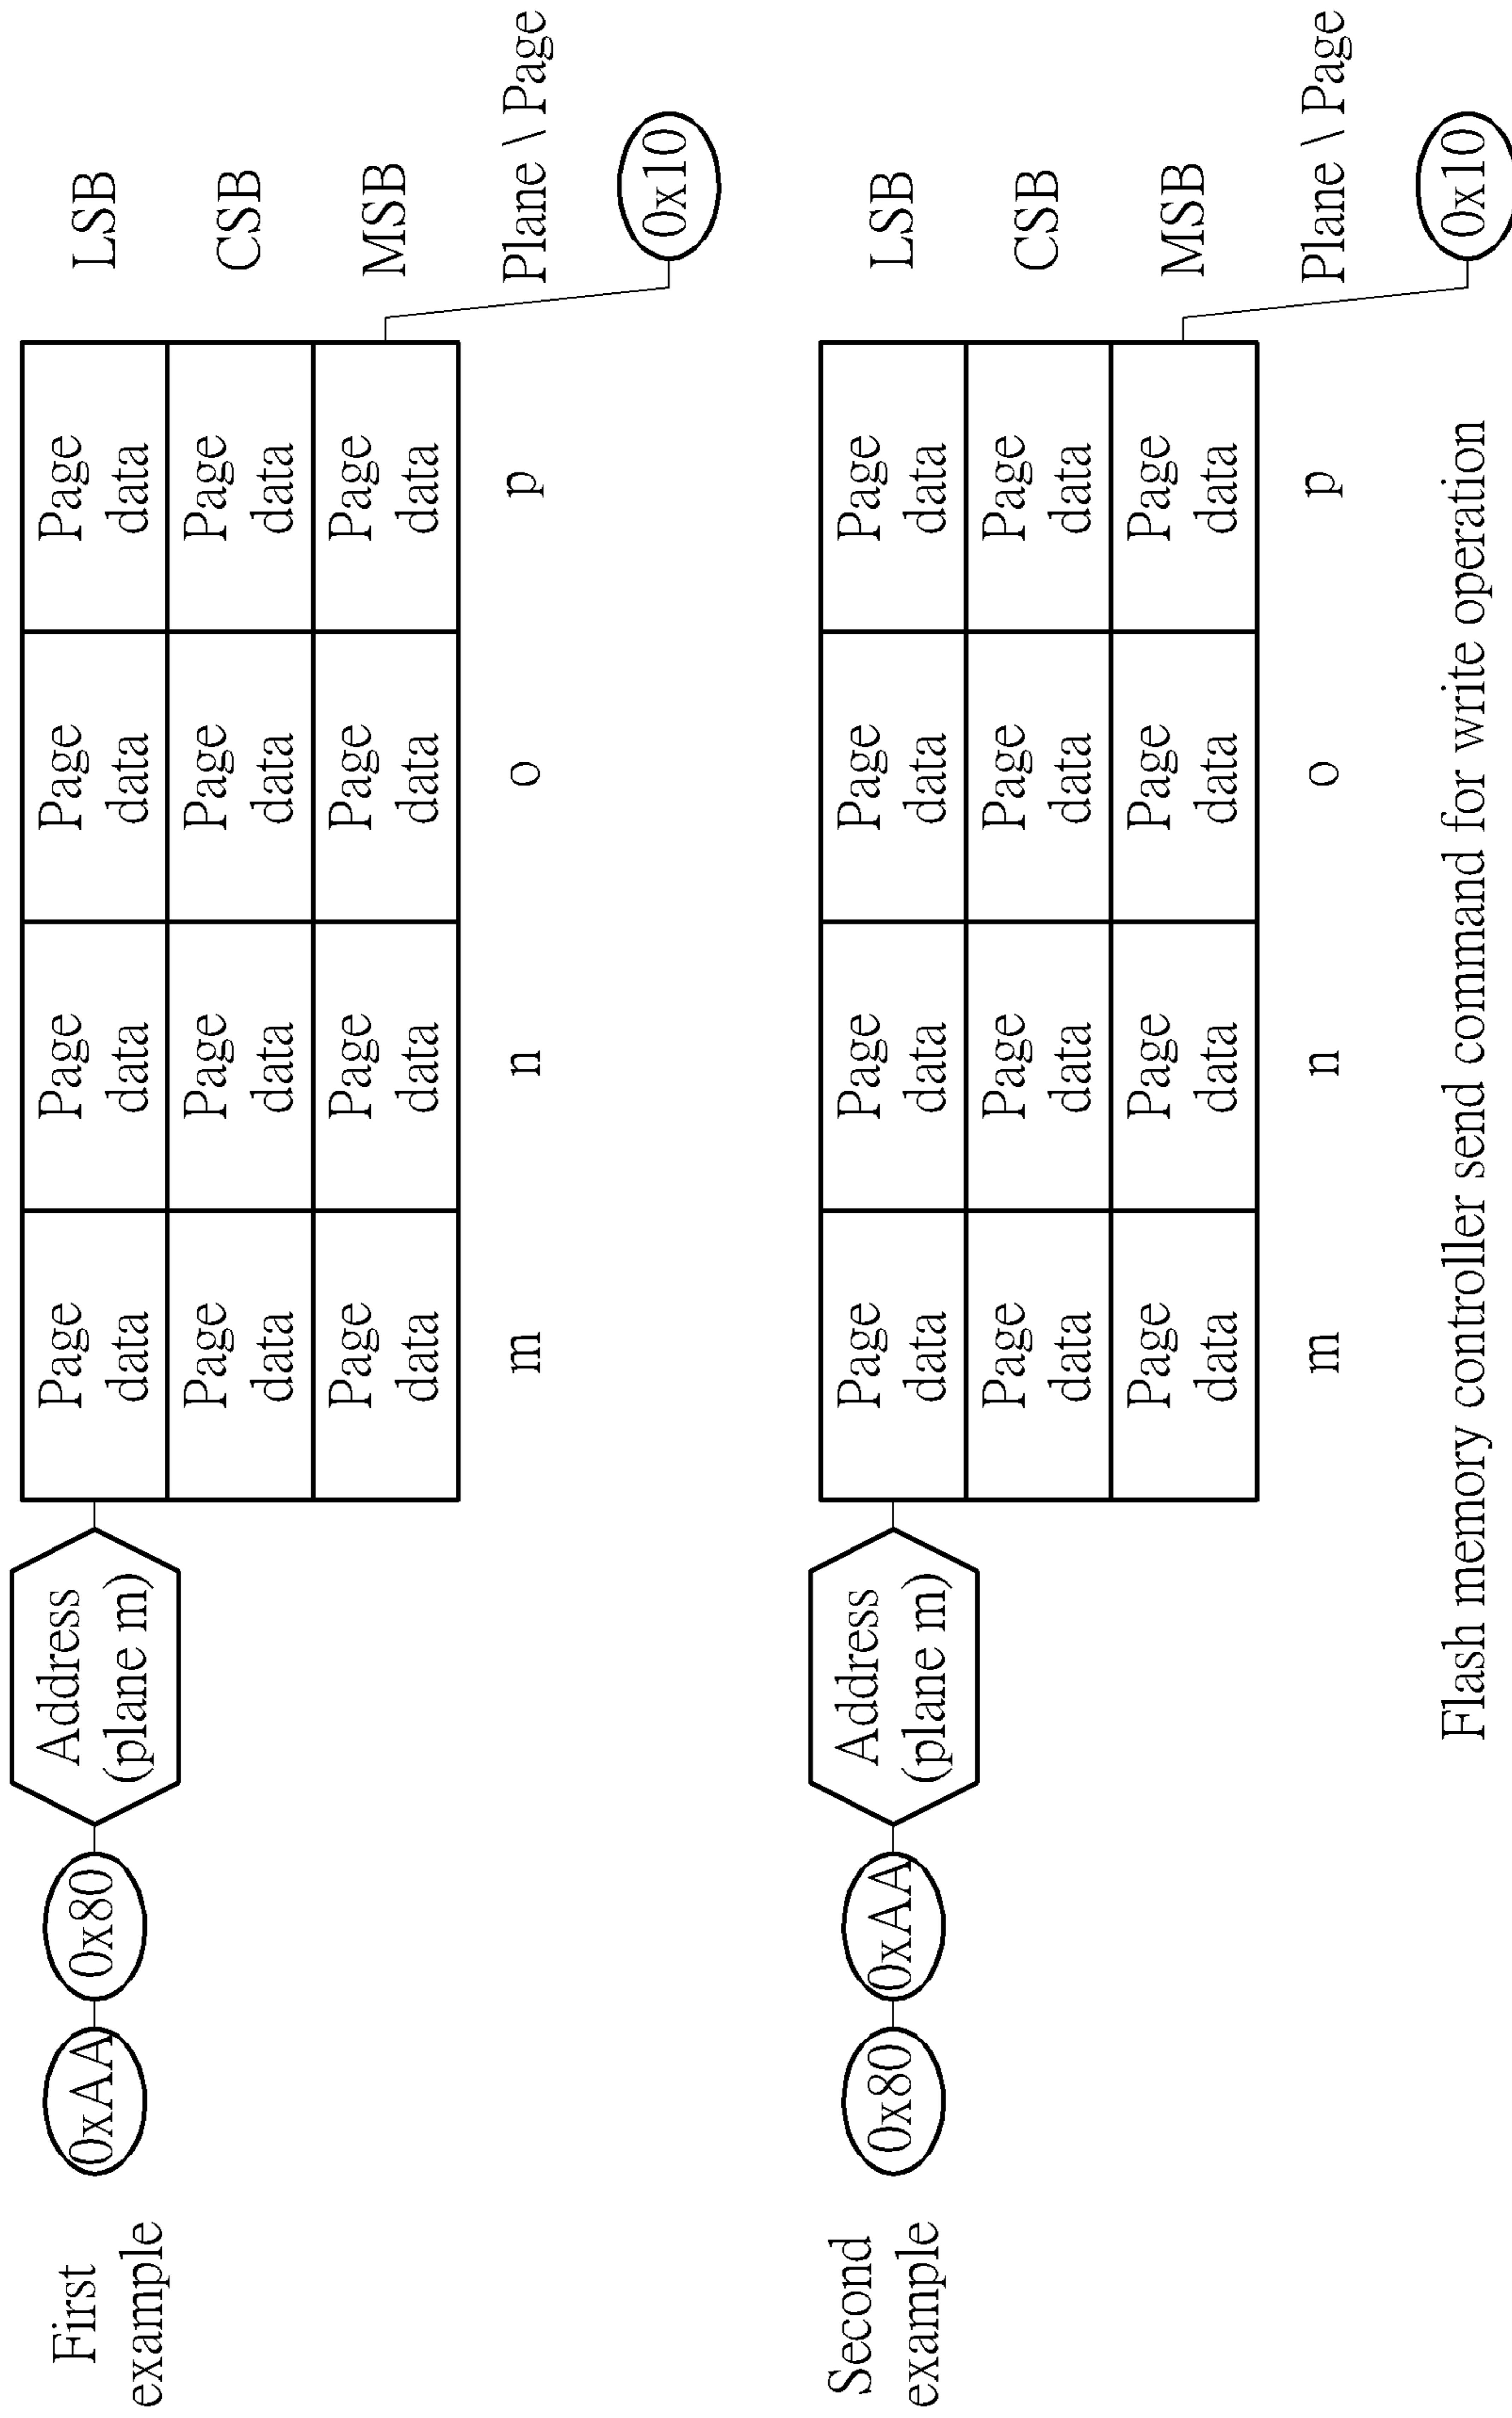 First
example
0xAA
0x80
Address
(plane m)
Page
data
Page
data
Page
data
Page
data
LSB
Page
data
Page
data
Page
data
Page
data
CSB
Page
data
Page
data
Page
data
Page
data
MSB
m
n
o
p
Plane \ Page
0x10
Second
example
0x80
0xAA
Address
(plane m)
Page
data
Page
data
Page
data
Page
data
LSB
Page
data
Page
data
Page
data
Page
data
CSB
Page
data
Page
data
Page
data
Page
data
MSB
m
n
o
p
Plane \ Page
0x10
Flash memory controller send command for write operation